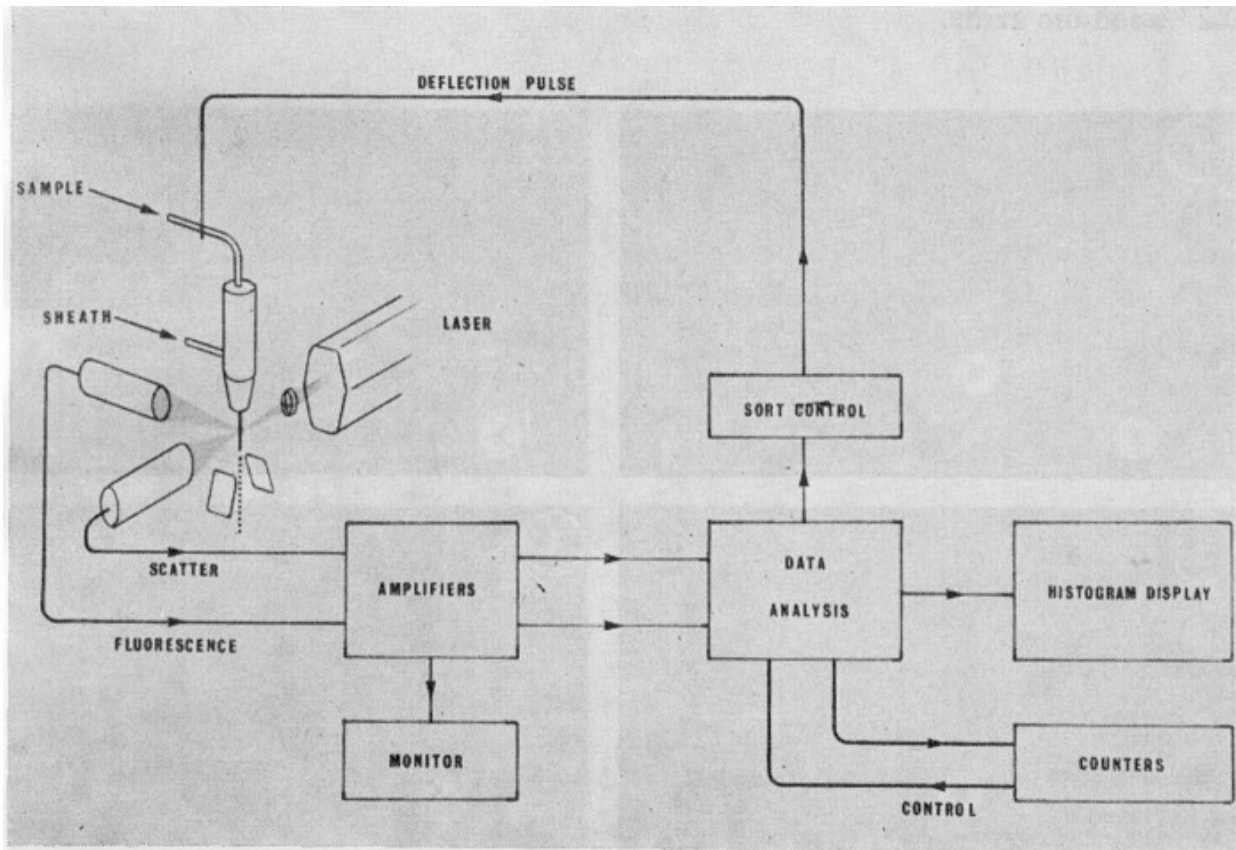 DEFLECTION PULSE
SAMPLE
SHEATH
LASER
SORT CONTROL
SCATTER
FLUORESCENCE
AMPLIFIERS
DATA
ANALYSIS
HISTOGRAM DISPLAY
MONITOR
COUNTERS
CONTROL